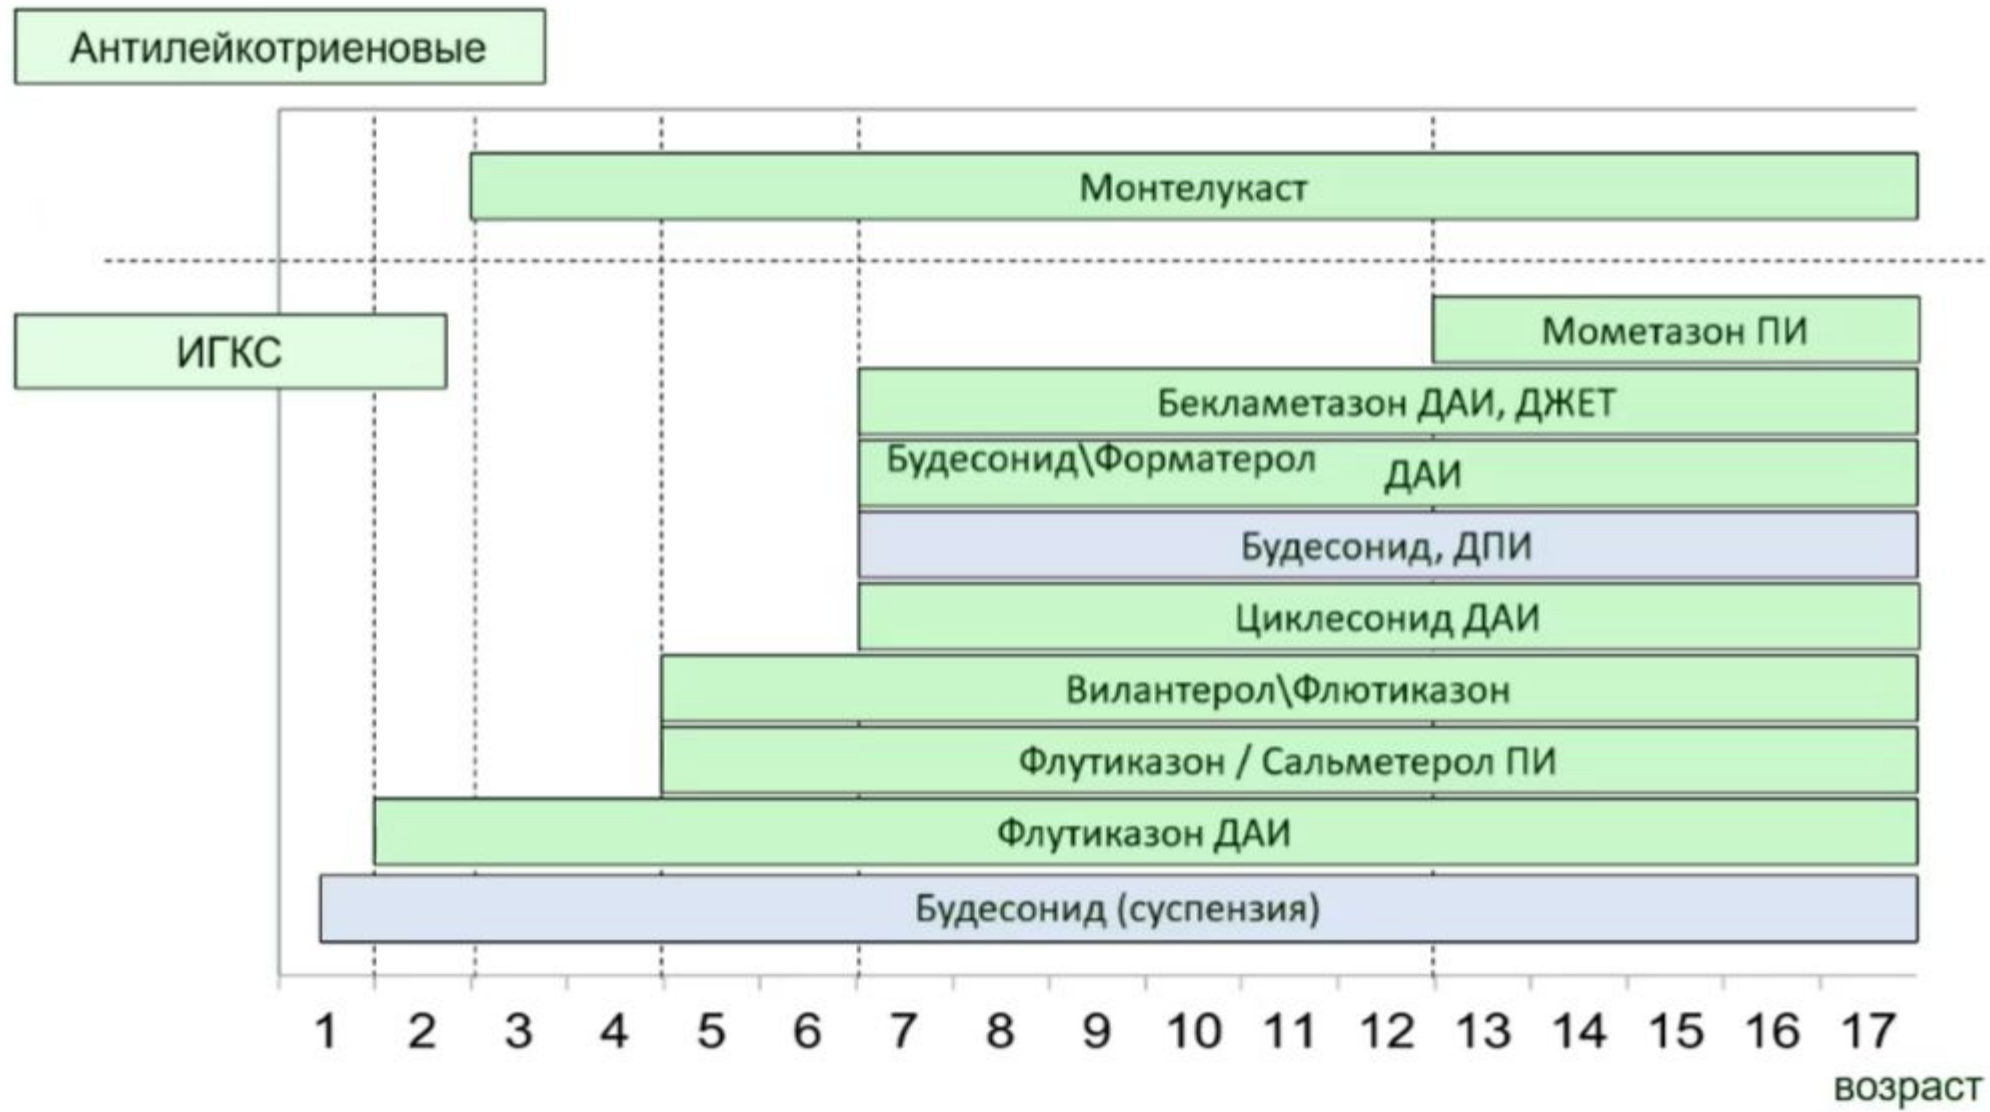 Антилейкотриеновые
Монтелукаст
ИГКС
Мометазон ПИ
Бекламетазон ДАИ, ДЖЕТ
Будесонид\Форматерол ДАИ
Будесонид, ДПИ
Циклесонид ДАИ
Вилантерол\Флютиказон
Флутиказон / Сальметерол ПИ
Флутиказон ДАИ
Будесонид (суспензия)
1 2 3 4 5 6 7 8 9 10 11 12 13 14 15 16 17
возраст